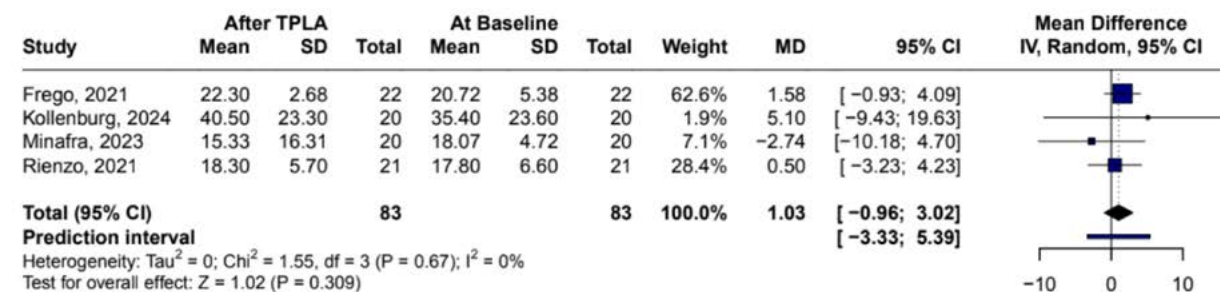 After TPLA At Baseline Mean Difference
Study Mean SD Total Mean SD Total Weight MD 95% CI IV, Random, 95% CI
Frego, 2021 22.30 2.68 22 20.72 5.38 22 62.6% 1.58 [ −0.93; 4.09]
Kollenburg, 2024 40.50 23.30 20 35.40 23.60 20 1.9% 5.10 [ −9.43; 19.63]
Minafra, 2023 15.33 16.31 20 18.07 4.72 20 7.1% −2.74 [−10.18; 4.70]
Rienzo, 2021 18.30 5.70 21 17.80 6.60 21 28.4% 0.50 [ −3.23; 4.23]
Total (95% CI) 83 83 100.0% 1.03 [ −0.96; 3.02]
Prediction interval [ −3.33; 5.39]
Heterogeneity: Tau² = 0; Chi² = 1.55, df = 3 (P = 0.67); I² = 0%
Test for overall effect: Z = 1.02 (P = 0.309)
−10 0 10